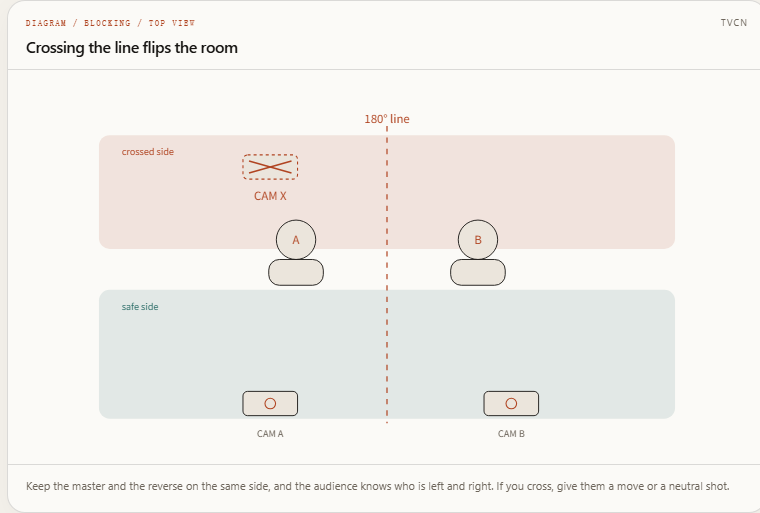 DIAGRAM / BLOCKING / TOP VIEW
TVCN
Crossing the line flips the room
180° line
crossed side
CAM X
A
B
safe side
CAM A
CAM B
Keep the master and the reverse on the same side, and the audience knows who is left and right. If you cross, give them a move or a neutral shot.